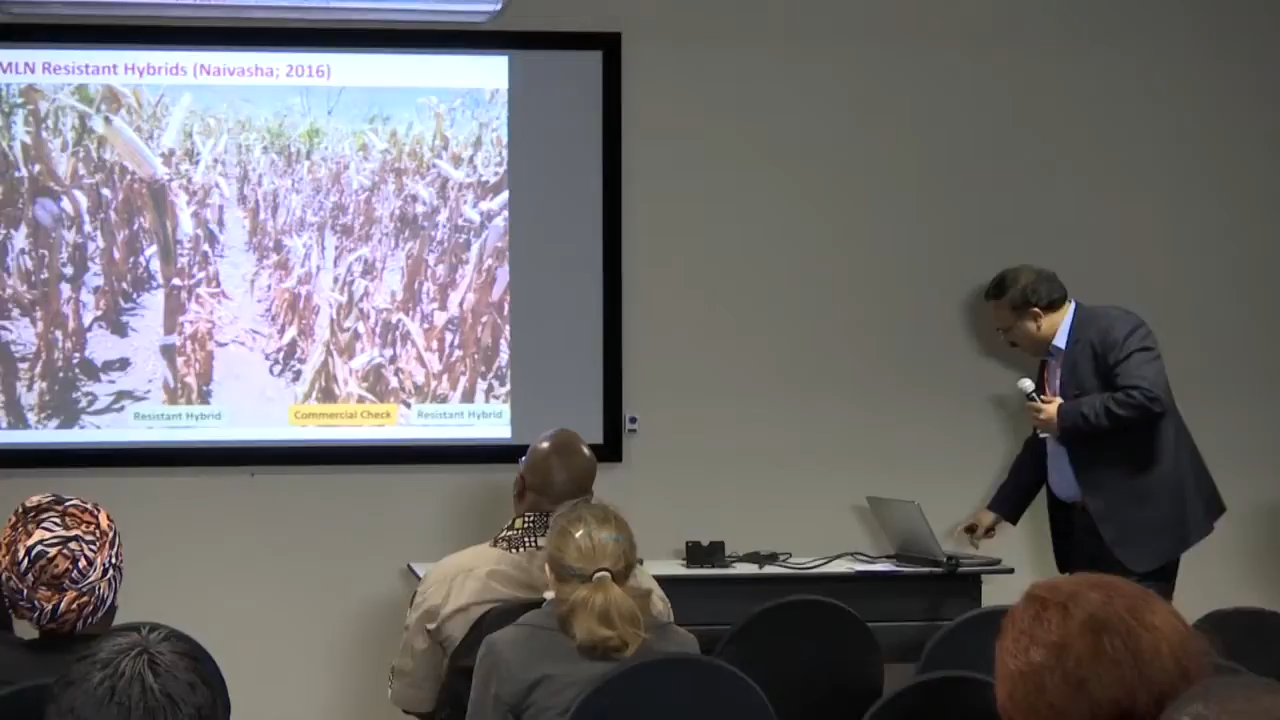 MLN Resistant Hybrids (Naivasha; 2016)
Resistant Hybrid
Commercial Check
Resistant Hybrid